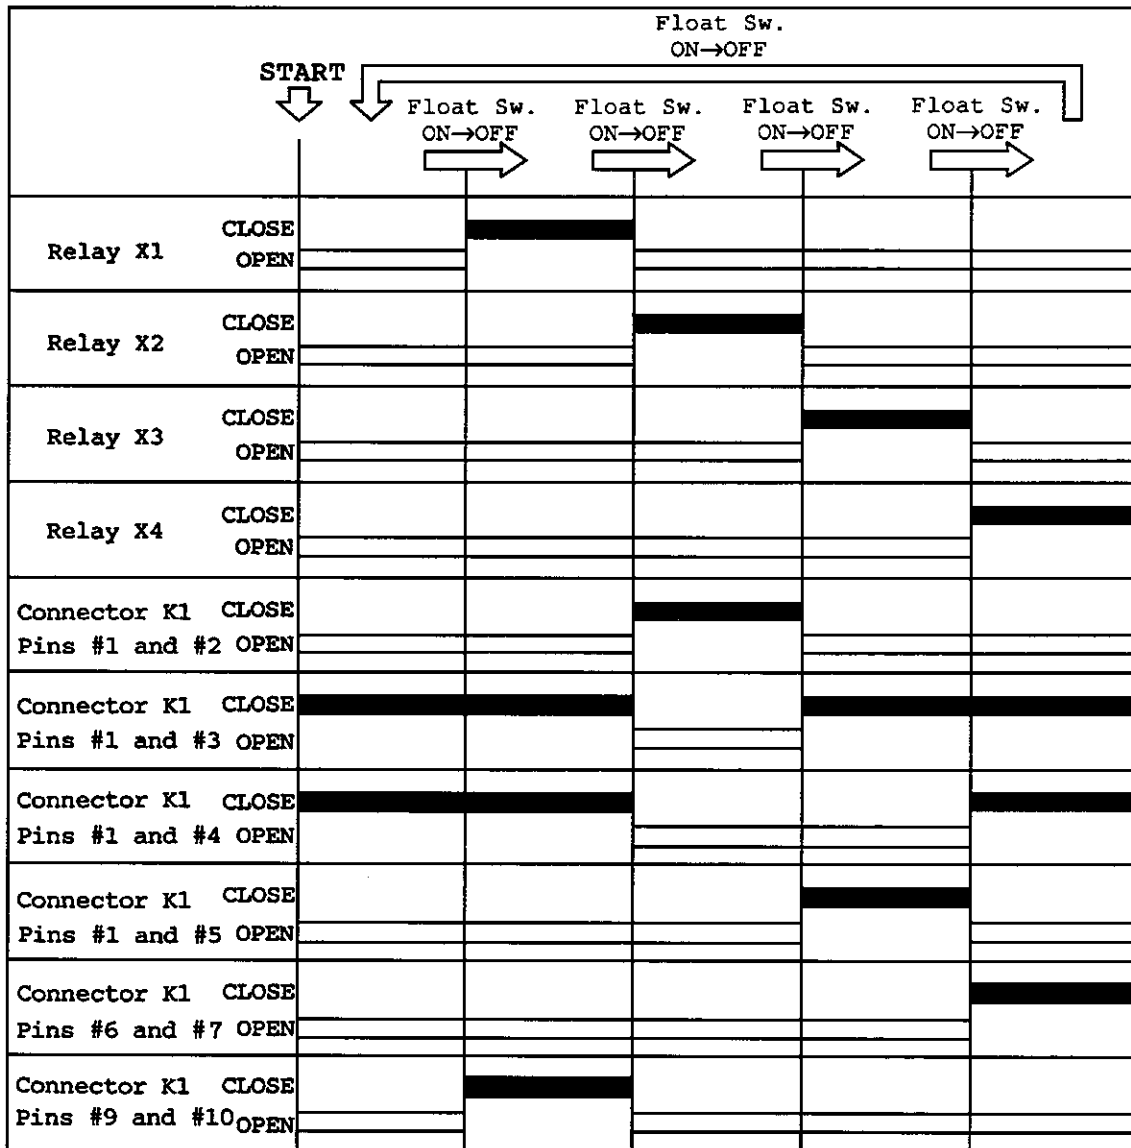 Float Sw.
ON→OFF
START
Float Sw.
ON→OFF
Float Sw.
ON→OFF
Float Sw.
ON→OFF
Float Sw.
ON→OFF
Relay X1
CLOSE
OPEN
Relay X2
CLOSE
OPEN
Relay X3
CLOSE
OPEN
Relay X4
CLOSE
OPEN
Connector K1 CLOSE
Pins #1 and #2 OPEN
Connector K1 CLOSE
Pins #1 and #3 OPEN
Connector K1 CLOSE
Pins #1 and #4 OPEN
Connector K1 CLOSE
Pins #1 and #5 OPEN
Connector K1 CLOSE
Pins #6 and #7 OPEN
Connector K1 CLOSE
Pins #9 and #10 OPEN